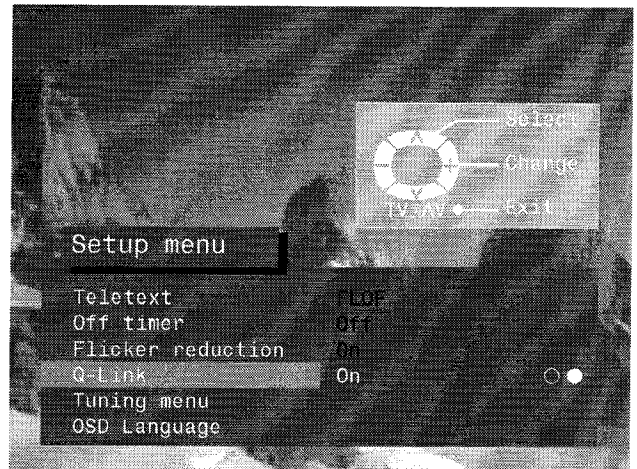 Select
Change
TV/AV
Exit
Setup menu
Teletext FLOF
Off timer Off
Flicker reduction On
Q-Link On
Tuning menu
OSD Language